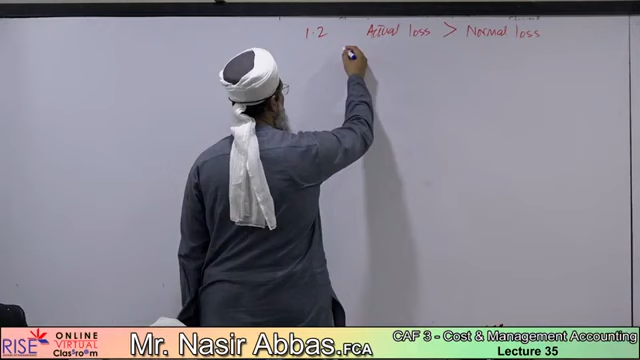 1.2 Actual loss > Normal loss
RISE
ONLINE
VIRTUAL
Classroom
Mr. Nasir Abbas.FCA
CAF 3 - Cost & Management Accounting
Lecture 35